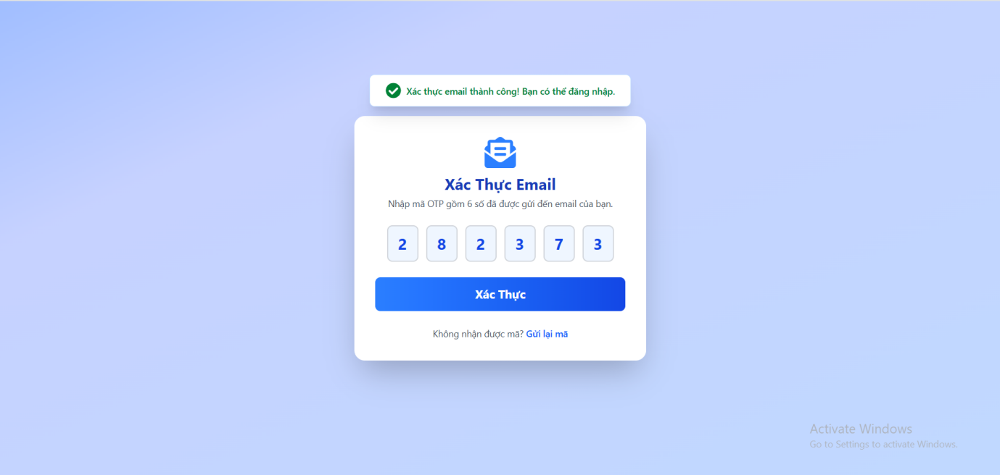 Xác thực email thành công! Bạn có thể đăng nhập.
Xác Thực Email
Nhập mã OTP gồm 6 số đã được gửi đến email của bạn.
2 8 2 3 7 3
Xác Thực
Không nhận được mã? Gửi lại mã
Activate Windows
Go to Settings to activate Windows.